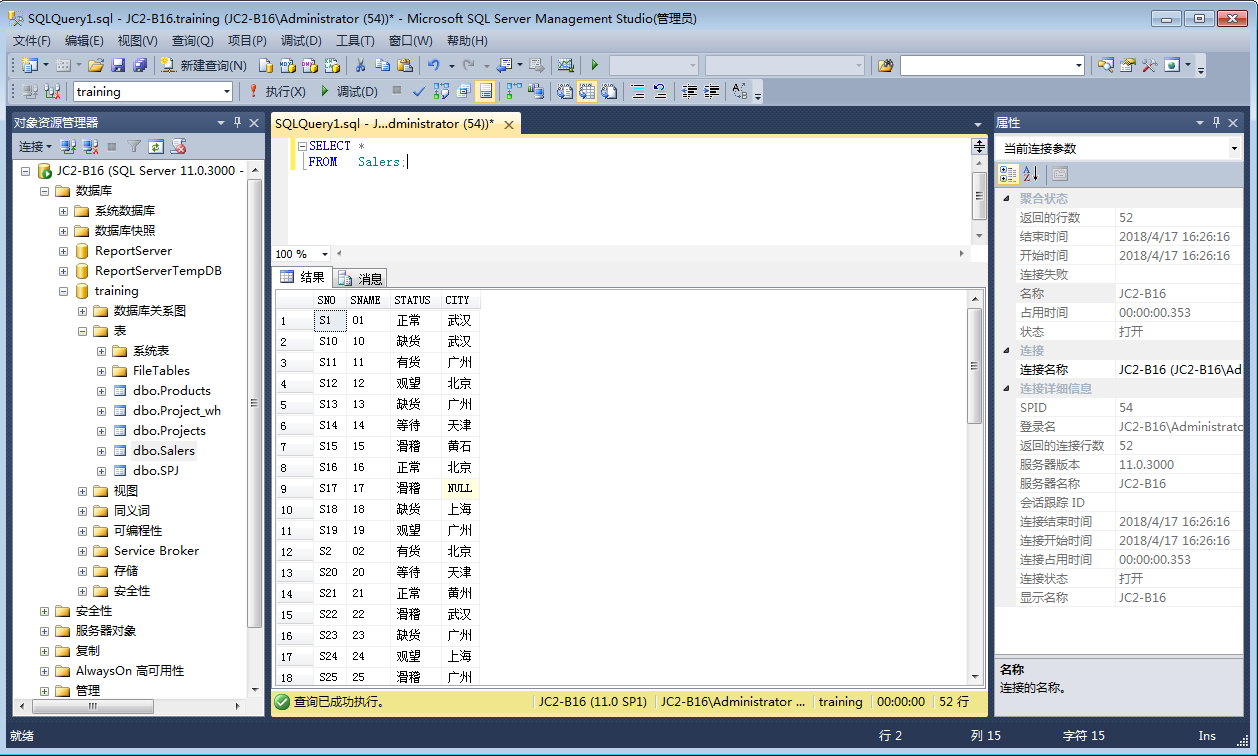 SQLQuery1.sql - JC2-B16.training (JC2-B16\Administrator (54))* - Microsoft SQL Server Management Studio(管理员)
文件(F) 编辑(E) 视图(V) 查询(Q) 项目(P) 调试(D) 工具(T) 窗口(W) 帮助(H)
新建查询(N)
training 执行(X) 调试(D)
对象资源管理器
连接
JC2-B16 (SQL Server 11.0.3000 -
数据库
系统数据库
数据库快照
ReportServer
ReportServerTempDB
training
数据库关系图
表
系统表
FileTables
dbo.Products
dbo.Project_wh
dbo.Projects
dbo.Salers
dbo.SPJ
视图
同义词
可编程性
Service Broker
存储
安全性
安全性
服务器对象
复制
AlwaysOn 高可用性
管理
SQLQuery1.sql - J...dministrator (54))*
SELECT *
FROM Salers;
100 %
结果 消息
SNO SNAME STATUS CITY
1 S1 01 正常 武汉
2 S10 10 缺货 武汉
3 S11 11 有货 广州
4 S12 12 观望 北京
5 S13 13 缺货 广州
6 S14 14 等待 天津
7 S15 15 滑稽 黄石
8 S16 16 正常 北京
9 S17 17 滑稽 NULL
10 S18 18 缺货 上海
11 S19 19 观望 广州
12 S2 02 有货 北京
13 S20 20 等待 天津
14 S21 21 正常 黄州
15 S22 22 滑稽 武汉
16 S23 23 缺货 广州
17 S24 24 观望 上海
18 S25 25 滑稽 广州
查询已成功执行。 JC2-B16 (11.0 SP1) JC2-B16\Administrator ... training 00:00:00 52 行
属性
当前连接参数
聚合状态
返回的行数 52
结束时间 2018/4/17 16:26:16
开始时间 2018/4/17 16:26:16
连接失败
名称 JC2-B16
占用时间 00:00:00.353
状态 打开
连接
连接名称 JC2-B16 (JC2-B16\Ad
连接详细信息
SPID 54
登录名 JC2-B16\Administrato
返回的连接行数 52
服务器版本 11.0.3000
服务器名称 JC2-B16
会话跟踪 ID
连接结束时间 2018/4/17 16:26:16
连接开始时间 2018/4/17 16:26:16
连接占用时间 00:00:00.353
连接状态 打开
显示名称 JC2-B16
名称
连接的名称。
就绪 行 2 列 15 字符 15 Ins